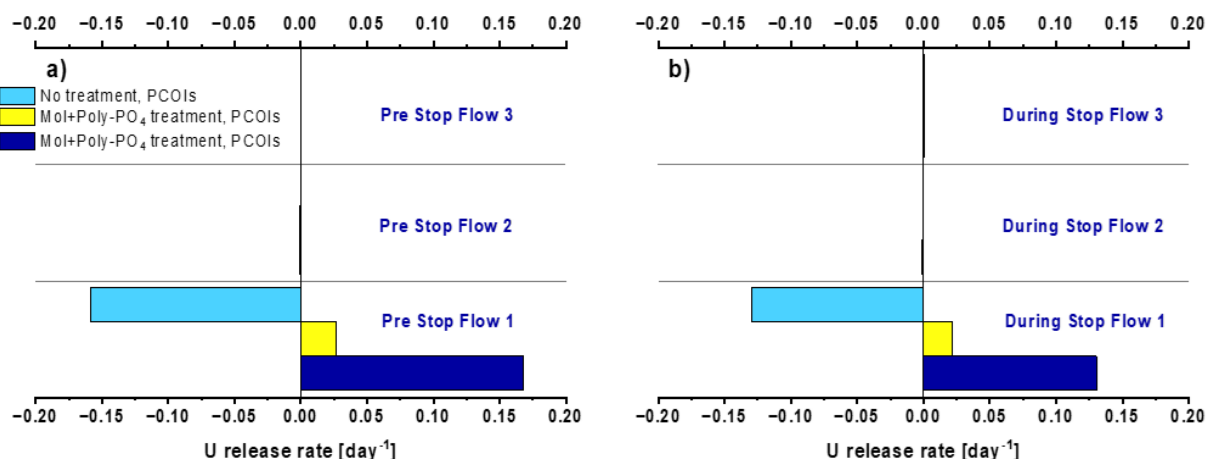 −0.20 −0.15 −0.10 −0.05 0.00 0.05 0.10 0.15 0.20
a)
No treatment, PCOIs
Mol+Poly-PO₄ treatment, PCOIs
Mol+Poly-PO₄ treatment, PCOIs
Pre Stop Flow 3
Pre Stop Flow 2
Pre Stop Flow 1
−0.20 −0.15 −0.10 −0.05 0.00 0.05 0.10 0.15 0.20
U release rate [day⁻¹]
−0.20 −0.15 −0.10 −0.05 0.00 0.05 0.10 0.15 0.20
b)
During Stop Flow 3
During Stop Flow 2
During Stop Flow 1
−0.20 −0.15 −0.10 −0.05 0.00 0.05 0.10 0.15 0.20
U release rate [day⁻¹]